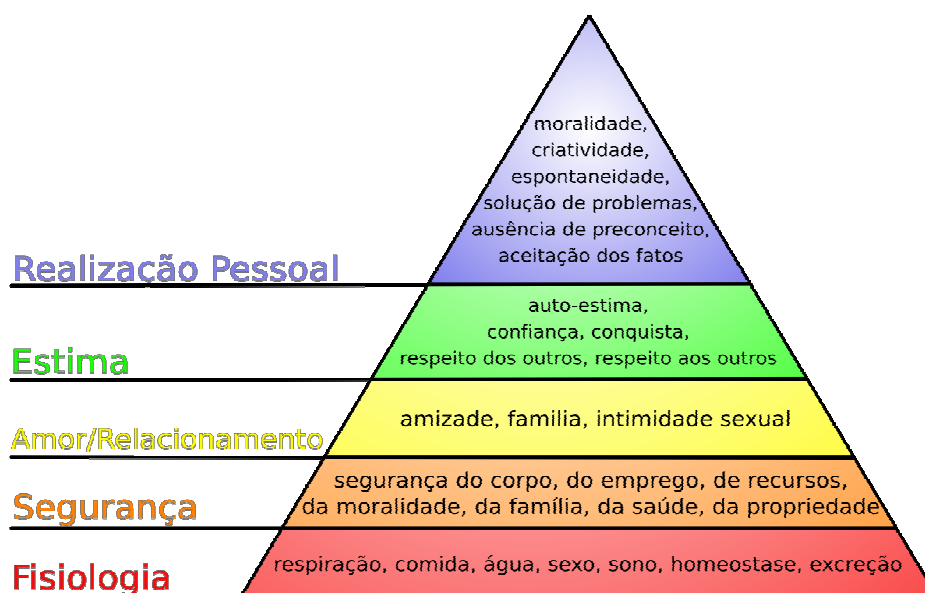 moralidade,
criatividade,
espontaneidade,
solução de problemas,
ausência de preconceito,
aceitação dos fatos
Realização Pessoal
auto-estima,
confiança, conquista,
respeito dos outros, respeito aos outros
Estima
amizade, familia, intimidade sexual
Amor/Relacionamento
segurança do corpo, do emprego, de recursos,
da moralidade, da família, da saúde, da propriedade
Segurança
respiração, comida, água, sexo, sono, homeostase, excreção
Fisiologia